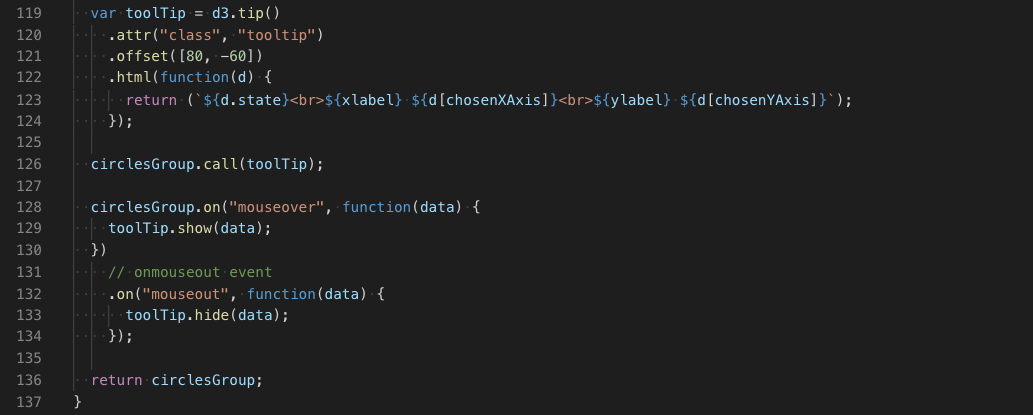 119 var toolTip = d3.tip()
120 .attr("class", "tooltip")
121 .offset([80, -60])
122 .html(function(d) {
123 return (`${d.state}<br>${xlabel} ${d[chosenXAxis]}<br>${ylabel} ${d[chosenYAxis]}`);
124 });
125
126 circlesGroup.call(toolTip);
127
128 circlesGroup.on("mouseover", function(data) {
129 toolTip.show(data);
130 })
131 // onmouseout event
132 .on("mouseout", function(data) {
133 toolTip.hide(data);
134 });
135
136 return circlesGroup;
137 }